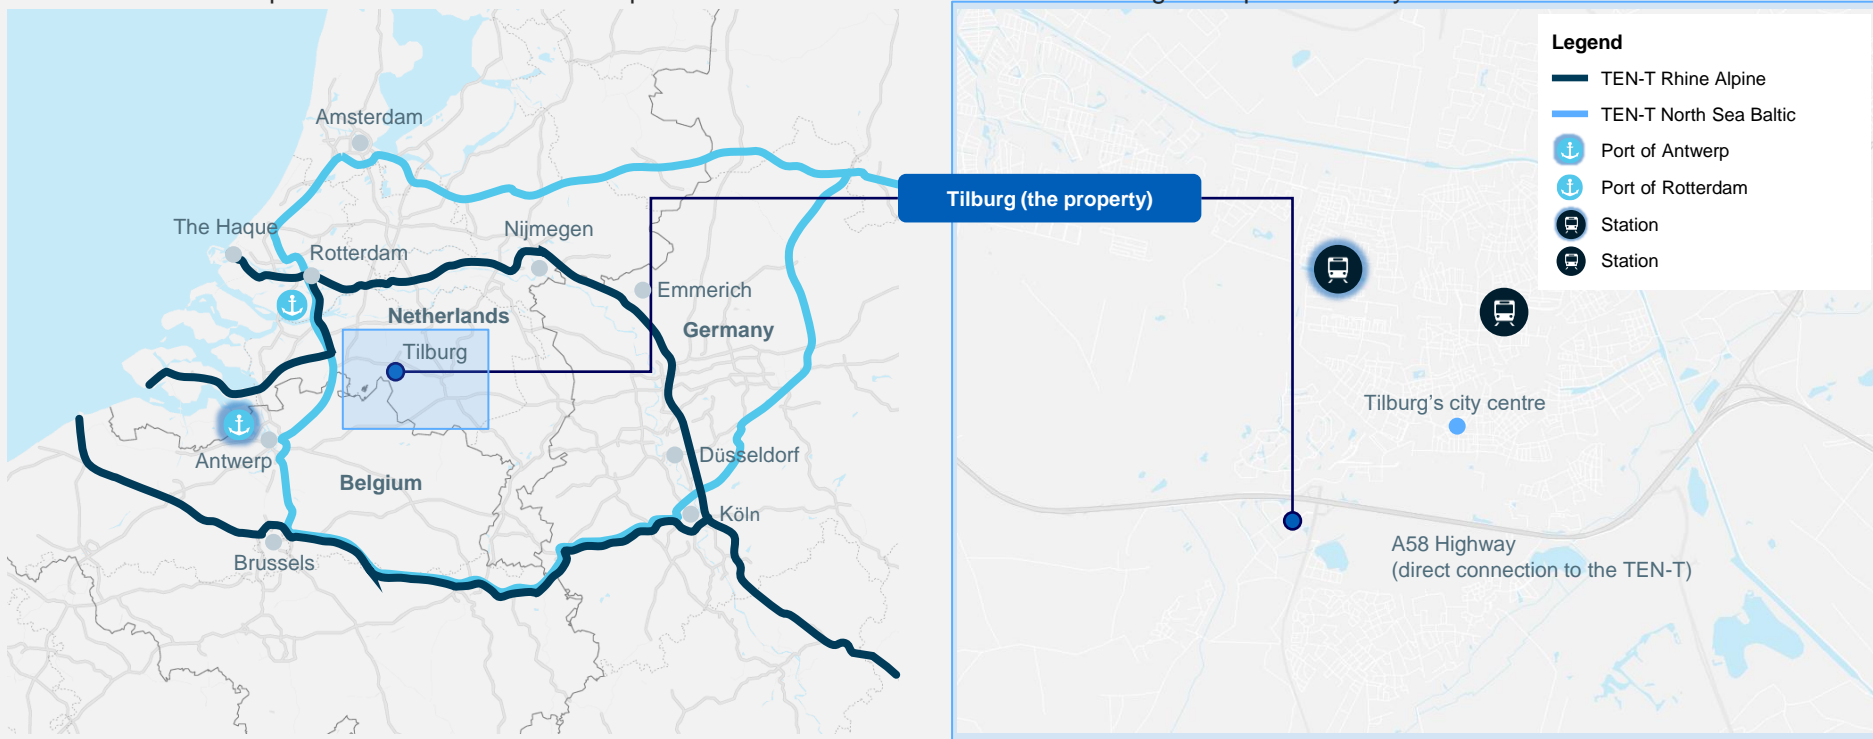 Amsterdam
The Haque
Rotterdam
Nijmegen
Emmerich
Netherlands
Germany
Tilburg
Antwerp
Düsseldorf
Belgium
Köln
Brussels
Tilburg (the property)
Tilburg's city centre
A58 Highway
(direct connection to the TEN-T)
Legend
TEN-T Rhine Alpine
TEN-T North Sea Baltic
Port of Antwerp
Port of Rotterdam
Station
Station